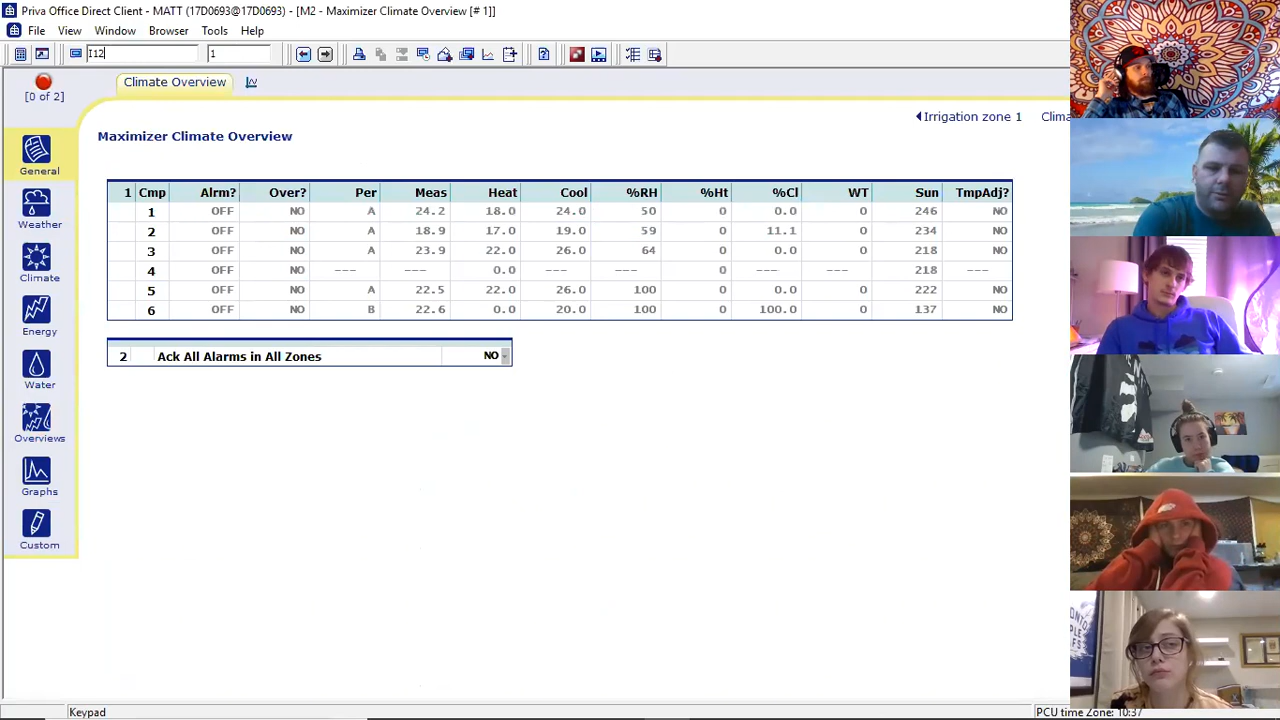 Priva Office Direct Client - MATT (17D0693@17D0693) - [M2 - Maximizer Climate Overview [# 1]]
File View Window Browser Tools Help
I12 1
Climate Overview
[0 of 2]
Irrigation zone 1 Clima
Maximizer Climate Overview
General
Weather
Climate
Energy
Water
Overviews
Graphs
Custom
1 Cmp Alrm? Over? Per Meas Heat Cool %RH %Ht %Cl WT Sun TmpAdj?
1 OFF NO A 24.2 18.0 24.0 50 0 0.0 0 246 NO
2 OFF NO A 18.9 17.0 19.0 59 0 11.1 0 234 NO
3 OFF NO A 23.9 0.0 26.0 64 0 0.0 0 218 NO
4 OFF NO --- --- 0.0 --- --- 0 --- --- 218 ---
5 OFF NO A 22.5 22.0 26.0 100 0 0.0 0 222 NO
6 OFF NO B 22.6 0.0 20.0 100 0 100.0 0 137 NO
2 Ack All Alarms in All Zones NO
Keypad
PCU time Zone: 10:37